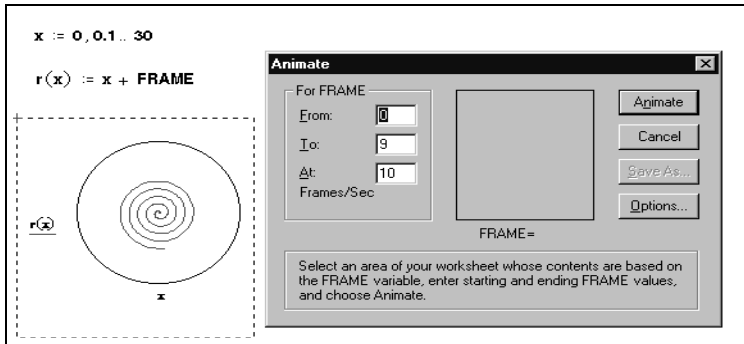 x := 0 , 0.1 .. 30
r(x) := x + FRAME
r(x)
x
Animate
For FRAME
From: 0
To: 9
At: 10
Frames/Sec
FRAME=
Animate
Cancel
Save As...
Options...
Select an area of your worksheet whose contents are based on
the FRAME variable, enter starting and ending FRAME values,
and choose Animate.